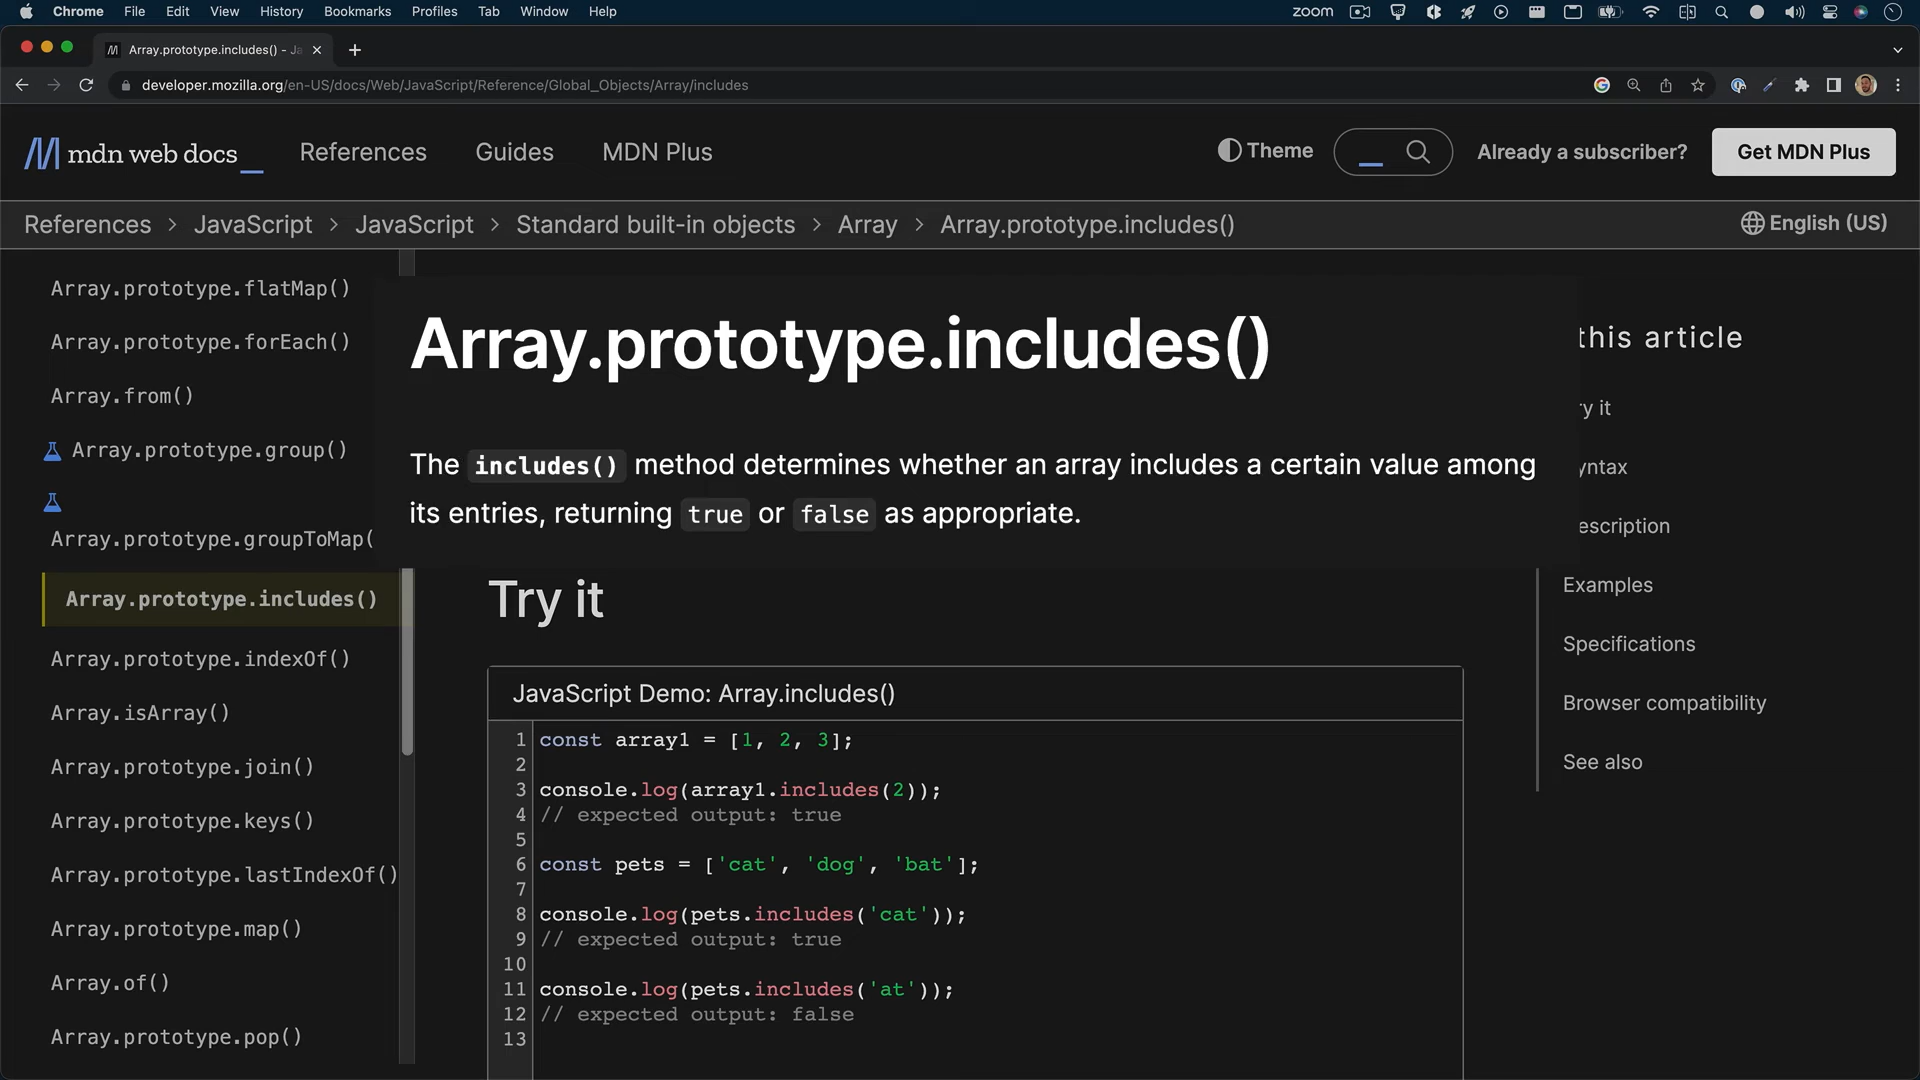 Chrome File Edit View History Bookmarks Profiles Tab Window Help
zoom
Array.prototype.includes() - Ja
developer.mozilla.org/en-US/docs/Web/JavaScript/Reference/Global_Objects/Array/includes
mdn web docs_
References Guides MDN Plus
Theme
Already a subscriber?
Get MDN Plus
References > JavaScript > JavaScript > Standard built-in objects > Array > Array.prototype.includes()
English (US)
Array.prototype.flatMap()
Array.prototype.forEach()
Array.from()
Array.prototype.group()
Array.prototype.groupToMap(
Array.prototype.includes()
Array.prototype.indexOf()
Array.isArray()
Array.prototype.join()
Array.prototype.keys()
Array.prototype.lastIndexOf()
Array.prototype.map()
Array.of()
Array.prototype.pop()
Array.prototype.includes()
The includes() method determines whether an array includes a certain value among
its entries, returning true or false as appropriate.
Try it
JavaScript Demo: Array.includes()
1 const array1 = [1, 2, 3];
2
3 console.log(array1.includes(2));
4 // expected output: true
5
6 const pets = ['cat', 'dog', 'bat'];
7
8 console.log(pets.includes('cat'));
9 // expected output: true
10
11 console.log(pets.includes('at'));
12 // expected output: false
13
this article
ry it
yntax
escription
Examples
Specifications
Browser compatibility
See also